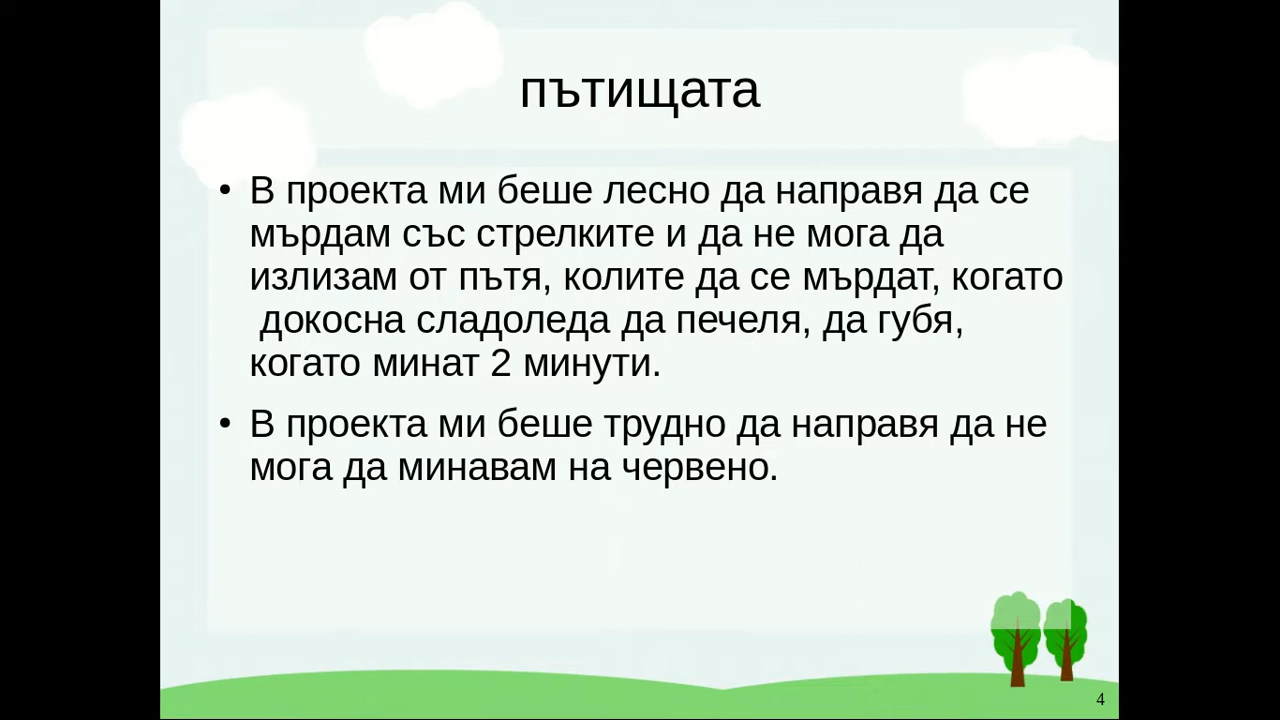 пътищата
• В проекта ми беше лесно да направя да се
мърдам със стрелките и да не мога да
излизам от пътя, колите да се мърдат, когато
докосна сладоледа да печеля, да губя,
когато минат 2 минути.
• В проекта ми беше трудно да направя да не
мога да минавам на червено.
4